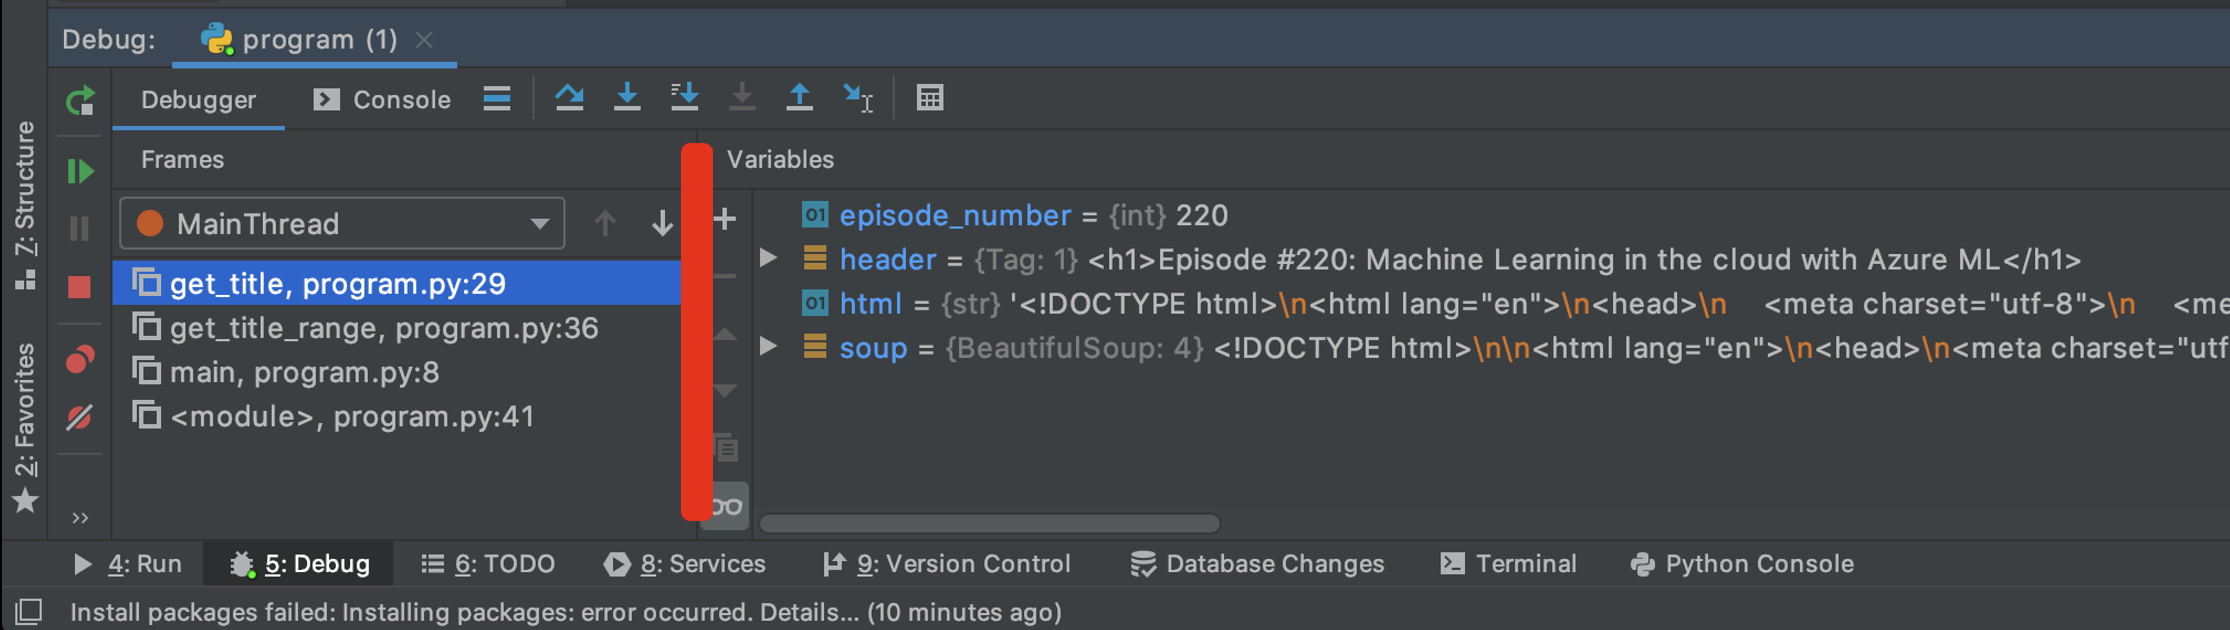 Debug: program (1)
Debugger Console
Frames
Variables
MainThread
get_title, program.py:29
get_title_range, program.py:36
main, program.py:8
<module>, program.py:41
01 episode_number = {int} 220
header = {Tag: 1} <h1>Episode #220: Machine Learning in the cloud with Azure ML</h1>
01 html = {str} '<!DOCTYPE html>\n<html lang="en">\n<head>\n    <meta charset="utf-8">\n    <me
soup = {BeautifulSoup: 4} <!DOCTYPE html>\n\n<html lang="en">\n<head>\n<meta charset="utf
7: Structure
2: Favorites
4: Run 5: Debug 6: TODO 8: Services 9: Version Control Database Changes Terminal Python Console
Install packages failed: Installing packages: error occurred. Details... (10 minutes ago)